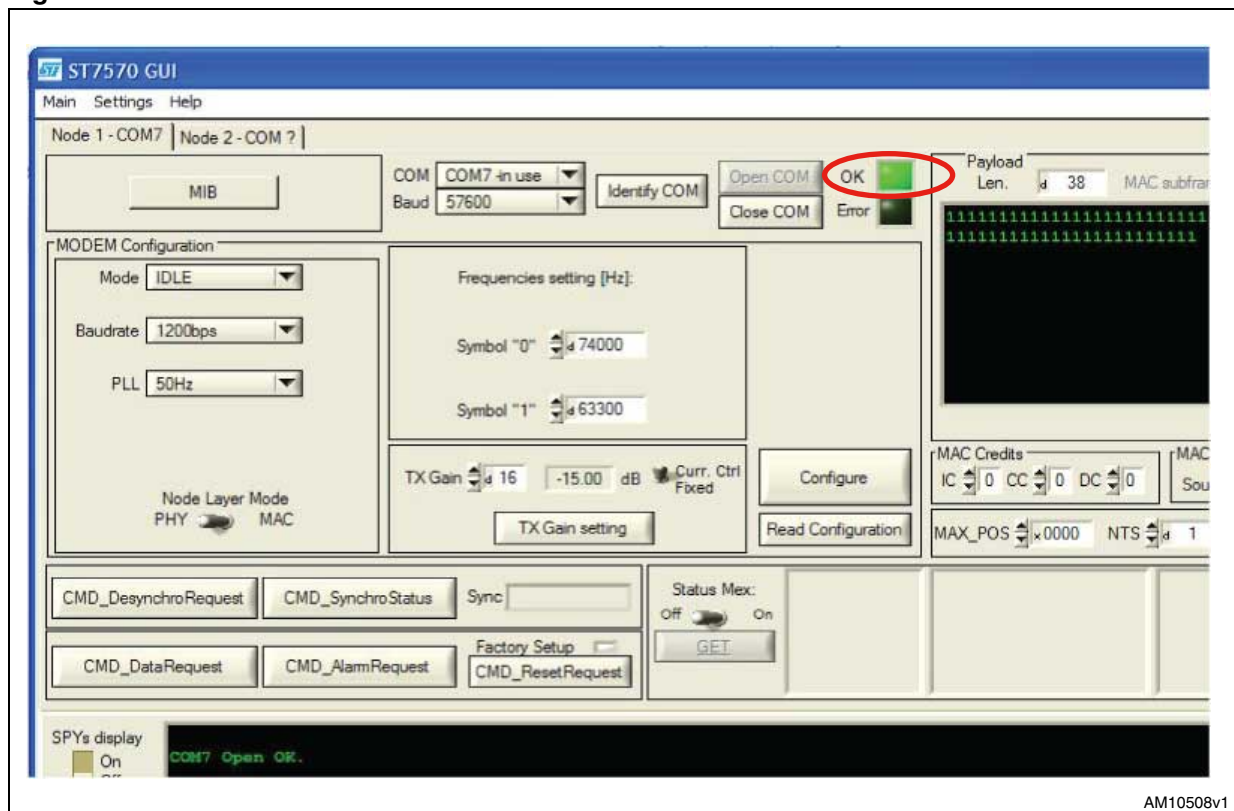 ST7570 GUI
Main Settings Help
Node 1 - COM7 Node 2 - COM ?
MIB
COM COM7 -in use
Baud 57600
Identify COM
Open COM
Close COM
OK
Error
Payload
Len. d 38 MAC subfra
1111111111111111111111111
111111111111111111111111
MODEM Configuration
Mode IDLE
Baudrate 1200bps
PLL 50Hz
Node Layer Mode
PHY MAC
Frequencies setting [Hz]:
Symbol "0" d 74000
Symbol "1" d 63300
TX Gain d 16 -15.00 dB
Curr. Ctrl
Fixed
TX Gain setting
Configure
Read Configuration
MAC Credits
IC 0 CC 0 DC 0
MAC
Sou
MAX_POS x 0000 NTS d 1
CMD_DesynchroRequest CMD_SynchroStatus Sync
CMD_DataRequest CMD_AlarmRequest
Factory Setup
CMD_ResetRequest
Status Mex:
Off On
GET
SPYs display
On
COM7 Open OK.
AM10508v1